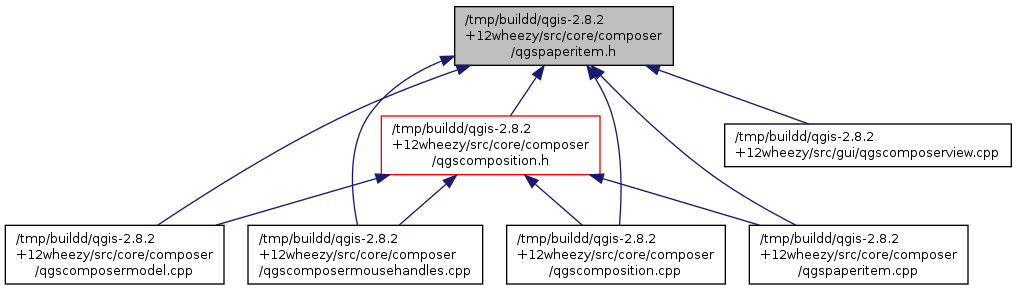 /tmp/buildd/qgis-2.8.2
+12wheezy/src/core/composer
/qgspaperitem.h
/tmp/buildd/qgis-2.8.2
+12wheezy/src/core/composer
/qgscomposition.h
/tmp/buildd/qgis-2.8.2
+12wheezy/src/gui/qgscomposerview.cpp
/tmp/buildd/qgis-2.8.2
+12wheezy/src/core/composer
/qgscomposermodel.cpp
/tmp/buildd/qgis-2.8.2
+12wheezy/src/core/composer
/qgscomposermousehandles.cpp
/tmp/buildd/qgis-2.8.2
+12wheezy/src/core/composer
/qgscomposition.cpp
/tmp/buildd/qgis-2.8.2
+12wheezy/src/core/composer
/qgspaperitem.cpp